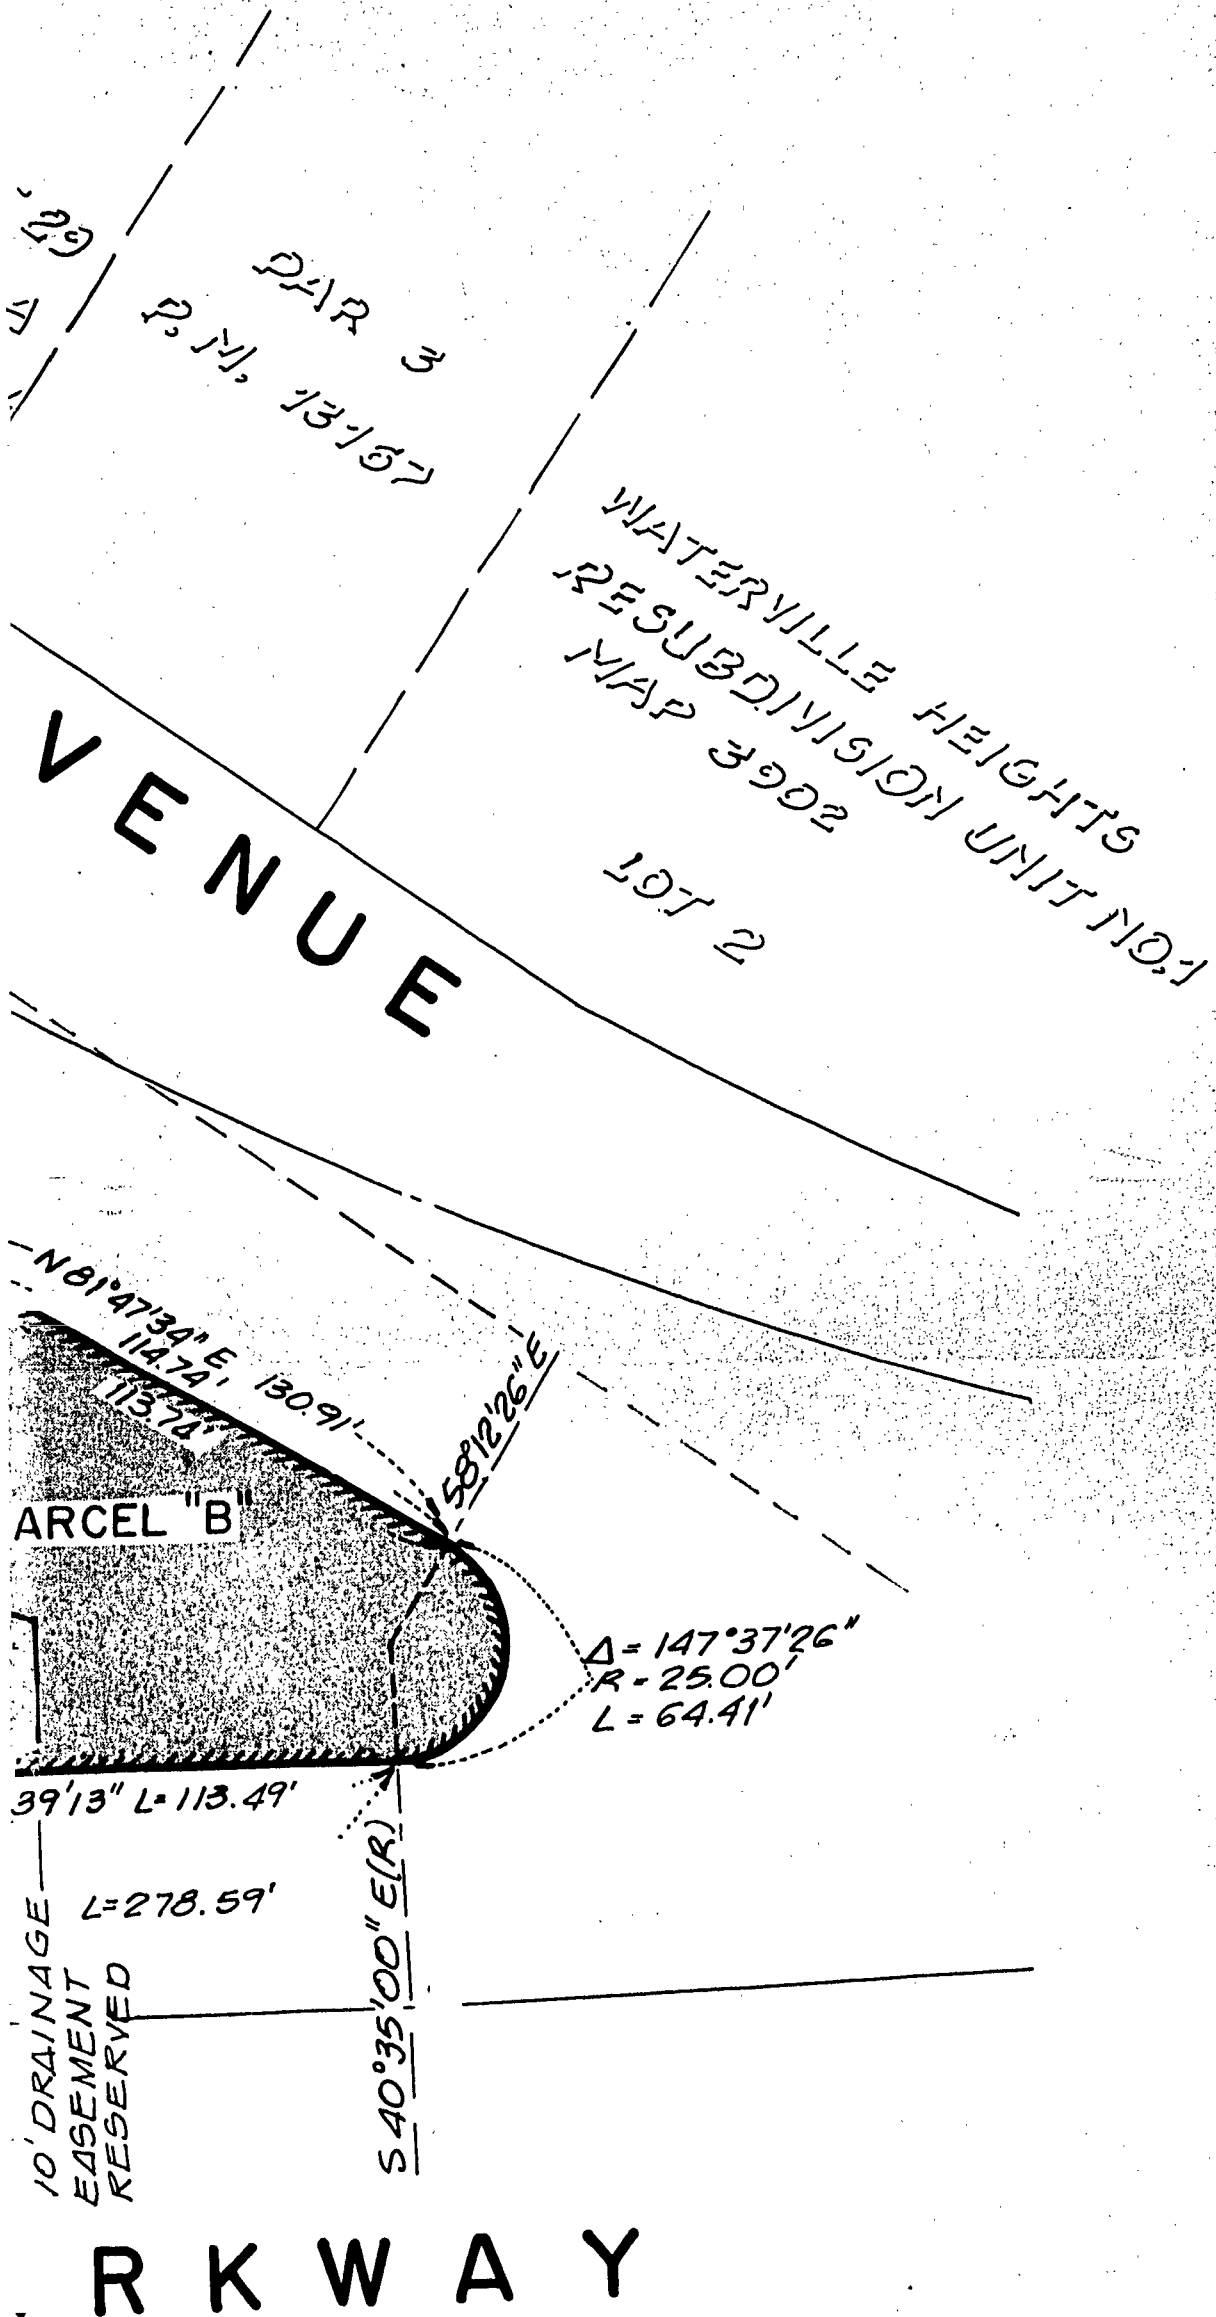 '29
PAR 3
P. M. 13157
WATERVILLE HEIGHTS
RESUBDIVISION UNIT NO. 1
MAP 3902
LOT 2
VENUE
N81°47'34" E
114.74'
113.74'
130.91'
58°12'26" E
ARCEL "B"
Δ = 147°37'26"
R = 25.00'
L = 64.41'
39'13" L = 113.49'
L=278.59'
S40°35'00" E(R)
10' DRAINAGE
EASEMENT
RESERVED
RKWAY